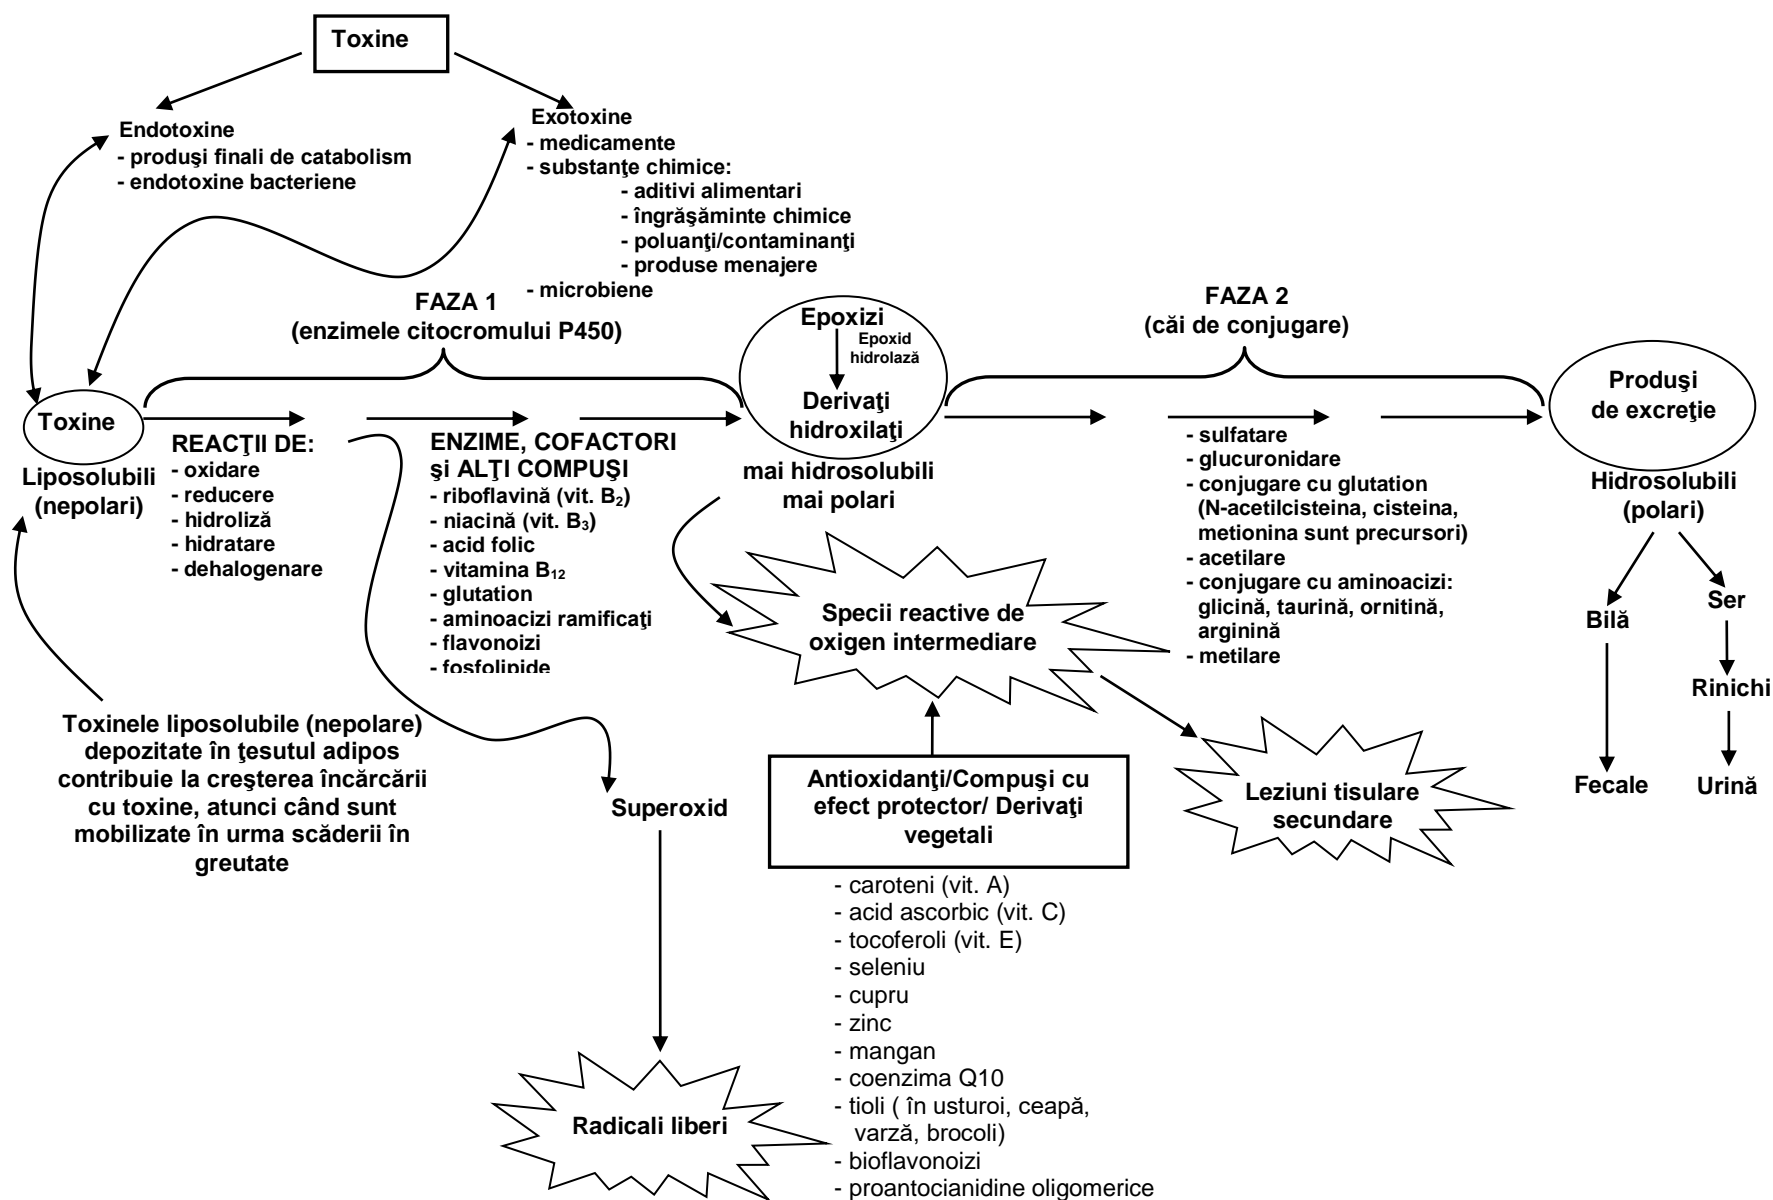 Toxine
Endotoxine
- produşi finali de catabolism
- endotoxine bacteriene
Exotoxine
- medicamente
- substanţe chimice:
- aditivi alimentari
- îngrăşăminte chimice
- poluanţi/contaminanţi
- produse menajere
- microbiene
FAZA 1
(enzimele citocromului P450)
Epoxizi
Epoxid
hidrolază
Derivaţi
hidroxilaţi
mai hidrosolubili
mai polari
FAZA 2
(căi de conjugare)
Produşi
de excreţie
Hidrosolubili
(polari)
Toxine
Liposolubili
(nepolari)
REACŢII DE:
- oxidare
- reducere
- hidroliză
- hidratare
- dehalogenare
ENZIME, COFACTORI
şi ALŢI COMPUŞI
- riboflavină (vit. B2)
- niacină (vit. B3)
- acid folic
- vitamina B12
- glutation
- aminoacizi ramificaţi
- flavonoizi
- fosfolipide
- sulfatare
- glucuronidare
- conjugare cu glutation
(N-acetilcisteina, cisteina,
metionina sunt precursori)
- acetilare
- conjugare cu aminoacizi:
glicină, taurină, ornitină,
arginină
- metilare
Bilă
Fecale
Ser
Rinichi
Urină
Specii reactive de
oxigen intermediare
Toxinele liposolubile (nepolare)
depozitate în ţesutul adipos
contribuie la creşterea încărcării
cu toxine, atunci când sunt
mobilizate în urma scăderii în
greutate
Superoxid
Radicali liberi
Antioxidanţi/Compuşi cu
efect protector/ Derivaţi
vegetali
- caroteni (vit. A)
- acid ascorbic (vit. C)
- tocoferoli (vit. E)
- seleniu
- cupru
- zinc
- mangan
- coenzima Q10
- tioli ( în usturoi, ceapă,
varză, brocoli)
- bioflavonoizi
- proantocianidine oligomerice
Leziuni tisulare
secundare